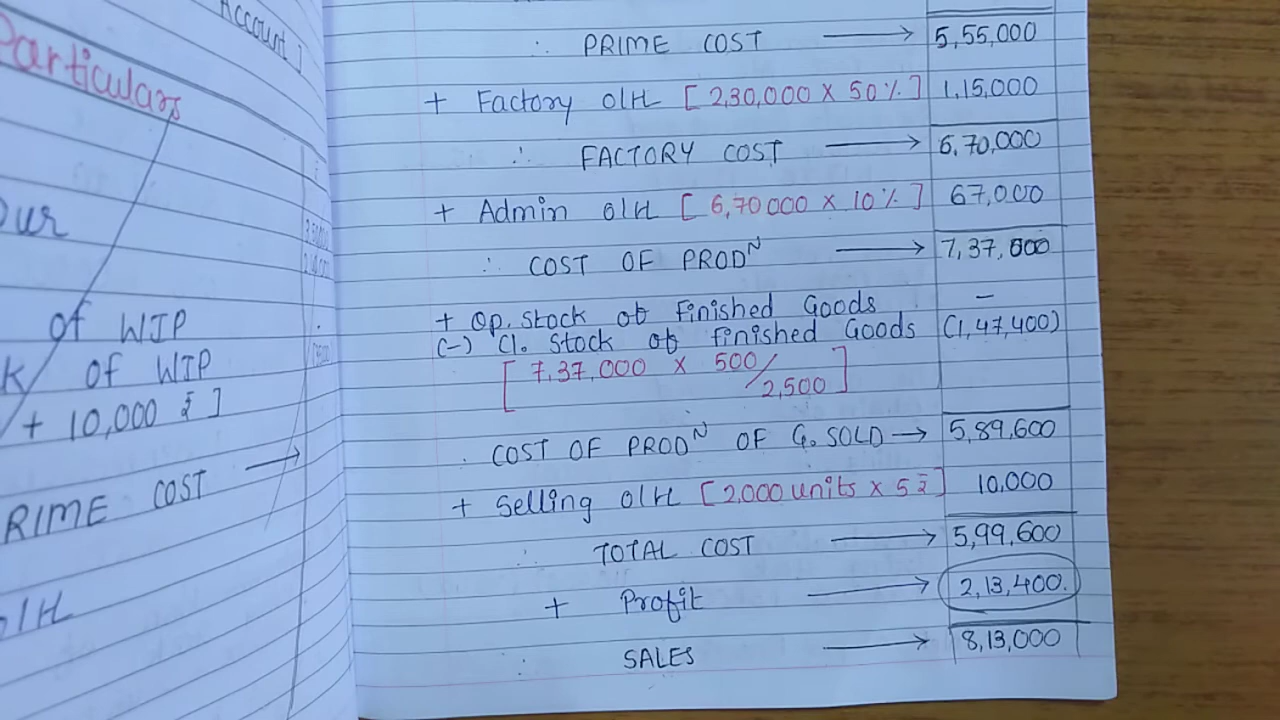 Account ]
Particulars
of WIP
of WIP
+ 10,000 ₹ ]
RIME COST →
O|H
∴ PRIME COST → 5,55,000
+ Factory O|H [ 2,30,000 X 50% ] 1,15,000
∴ FACTORY COST → 6,70,000
+ Admin O|H [ 6,70000 X 10% ] 67,000
∴ COST OF PRODᴺ → 7,37,000
+ Op. Stock of Finished Goods -
(-) Cl. Stock of finished Goods (1,47,400)
[ 7,37,000 X 500/2,500 ]
COST OF PRODᴺ OF G. SOLD → 5,89,600
+ Selling O|H [ 2,000 units X 5 ₹ ] 10,000
∴ TOTAL COST → 5,99,600
+ Profit → 2,13,400.
∴ SALES → 8,13,000